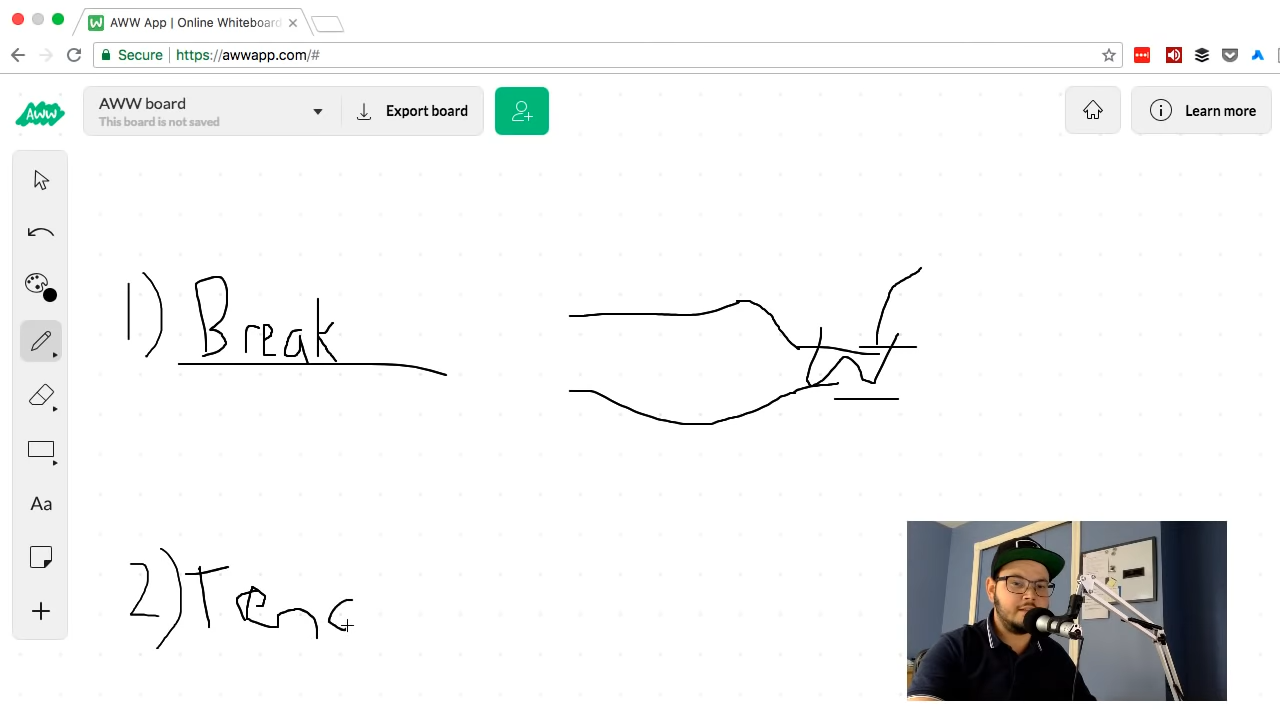 AWW App | Online Whiteboard
Secure https://awwapp.com/#
AWW
AWW board
This board is not saved
Export board
Learn more
1) Break
2) Tenc
Aa